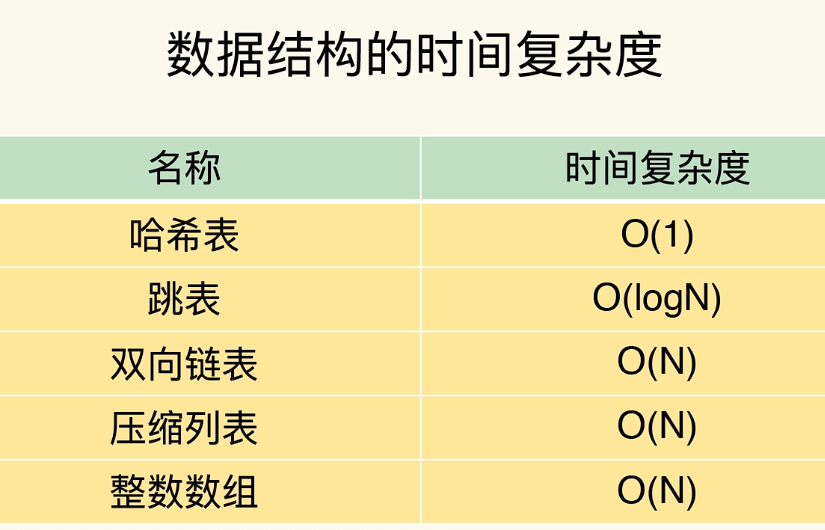 数据结构的时间复杂度
名称 时间复杂度
哈希表 O(1)
跳表 O(logN)
双向链表 O(N)
压缩列表 O(N)
整数数组 O(N)